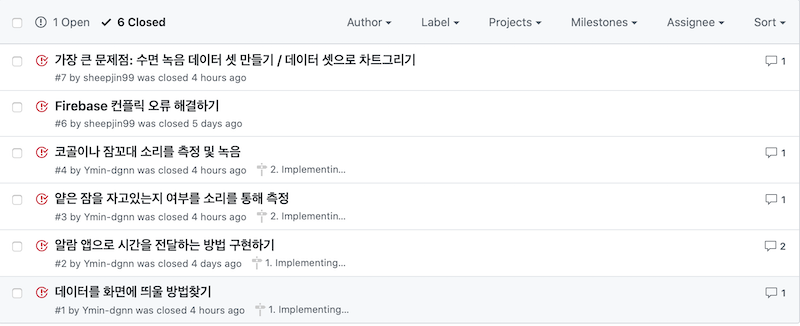 1 Open 6 Closed Author Label Projects Milestones Assignee Sort
가장 큰 문제점: 수면 녹음 데이터 셋 만들기 / 데이터 셋으로 차트그리기 1
#7 by sheepjin99 was closed 4 hours ago
Firebase 컨플릭 오류 해결하기
#6 by sheepjin99 was closed 5 days ago
코골이나 잠꼬대 소리를 측정 및 녹음 1
#4 by Ymin-dgnn was closed 4 hours ago 2. Implementin...
얕은 잠을 자고있는지 여부를 소리를 통해 측정 1
#3 by Ymin-dgnn was closed 4 hours ago 2. Implementin...
알람 앱으로 시간을 전달하는 방법 구현하기 2
#2 by Ymin-dgnn was closed 4 days ago 1. Implementing...
데이터를 화면에 띄울 방법찾기 1
#1 by Ymin-dgnn was closed 4 hours ago 1. Implementing...